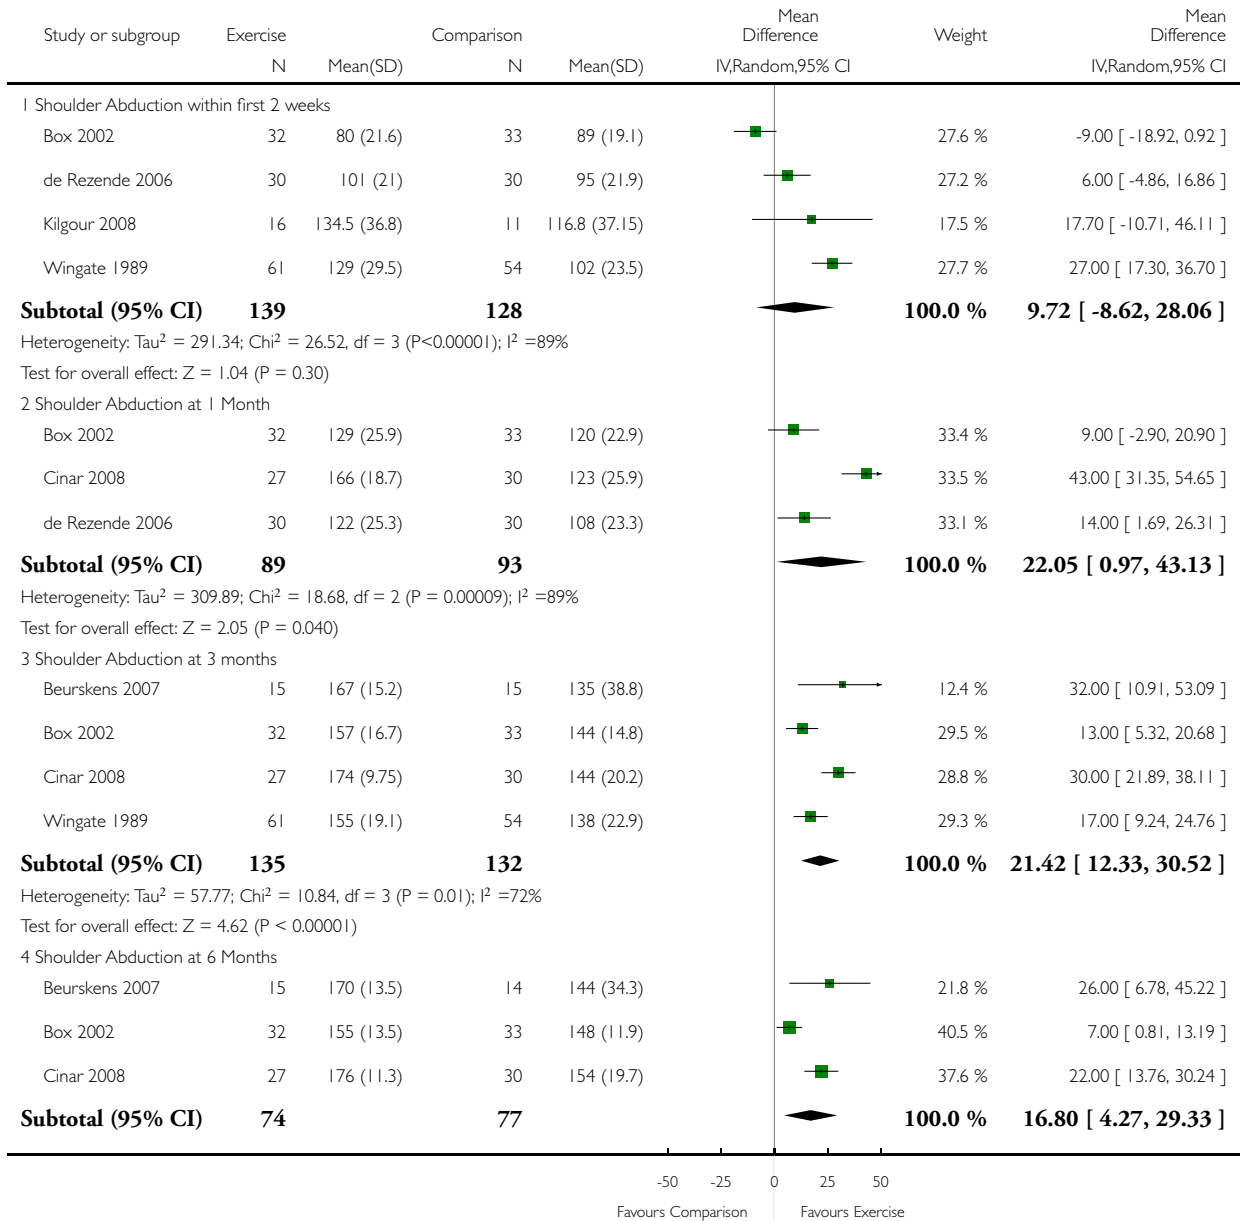 Mean Mean
Study or subgroup Exercise Comparison Difference Weight Difference
N Mean(SD) N Mean(SD) IV,Random,95% CI IV,Random,95% CI
1 Shoulder Abduction within first 2 weeks
Box 2002 32 80 (21.6) 33 89 (19.1) 27.6 % -9.00 [ -18.92, 0.92 ]
de Rezende 2006 30 101 (21) 30 95 (21.9) 27.2 % 6.00 [ -4.86, 16.86 ]
Kilgour 2008 16 134.5 (36.8) 11 116.8 (37.15) 17.5 % 17.70 [ -10.71, 46.11 ]
Wingate 1989 61 129 (29.5) 54 102 (23.5) 27.7 % 27.00 [ 17.30, 36.70 ]
Subtotal (95% CI) 139 128 100.0 % 9.72 [ -8.62, 28.06 ]
Heterogeneity: Tau² = 291.34; Chi² = 26.52, df = 3 (P<0.00001); I² =89%
Test for overall effect: Z = 1.04 (P = 0.30)
2 Shoulder Abduction at 1 Month
Box 2002 32 129 (25.9) 33 120 (22.9) 33.4 % 9.00 [ -2.90, 20.90 ]
Cinar 2008 27 166 (18.7) 30 123 (25.9) 33.5 % 43.00 [ 31.35, 54.65 ]
de Rezende 2006 30 122 (25.3) 30 108 (23.3) 33.1 % 14.00 [ 1.69, 26.31 ]
Subtotal (95% CI) 89 93 100.0 % 22.05 [ 0.97, 43.13 ]
Heterogeneity: Tau² = 309.89; Chi² = 18.68, df = 2 (P = 0.00009); I² =89%
Test for overall effect: Z = 2.05 (P = 0.040)
3 Shoulder Abduction at 3 months
Beurskens 2007 15 167 (15.2) 15 135 (38.8) 12.4 % 32.00 [ 10.91, 53.09 ]
Box 2002 32 157 (16.7) 33 144 (14.8) 29.5 % 13.00 [ 5.32, 20.68 ]
Cinar 2008 27 174 (9.75) 30 144 (20.2) 28.8 % 30.00 [ 21.89, 38.11 ]
Wingate 1989 61 155 (19.1) 54 138 (22.9) 29.3 % 17.00 [ 9.24, 24.76 ]
Subtotal (95% CI) 135 132 100.0 % 21.42 [ 12.33, 30.52 ]
Heterogeneity: Tau² = 57.77; Chi² = 10.84, df = 3 (P = 0.01); I² =72%
Test for overall effect: Z = 4.62 (P < 0.00001)
4 Shoulder Abduction at 6 Months
Beurskens 2007 15 170 (13.5) 14 144 (34.3) 21.8 % 26.00 [ 6.78, 45.22 ]
Box 2002 32 155 (13.5) 33 148 (11.9) 40.5 % 7.00 [ 0.81, 13.19 ]
Cinar 2008 27 176 (11.3) 30 154 (19.7) 37.6 % 22.00 [ 13.76, 30.24 ]
Subtotal (95% CI) 74 77 100.0 % 16.80 [ 4.27, 29.33 ]
-50 -25 0 25 50
Favours Comparison Favours Exercise